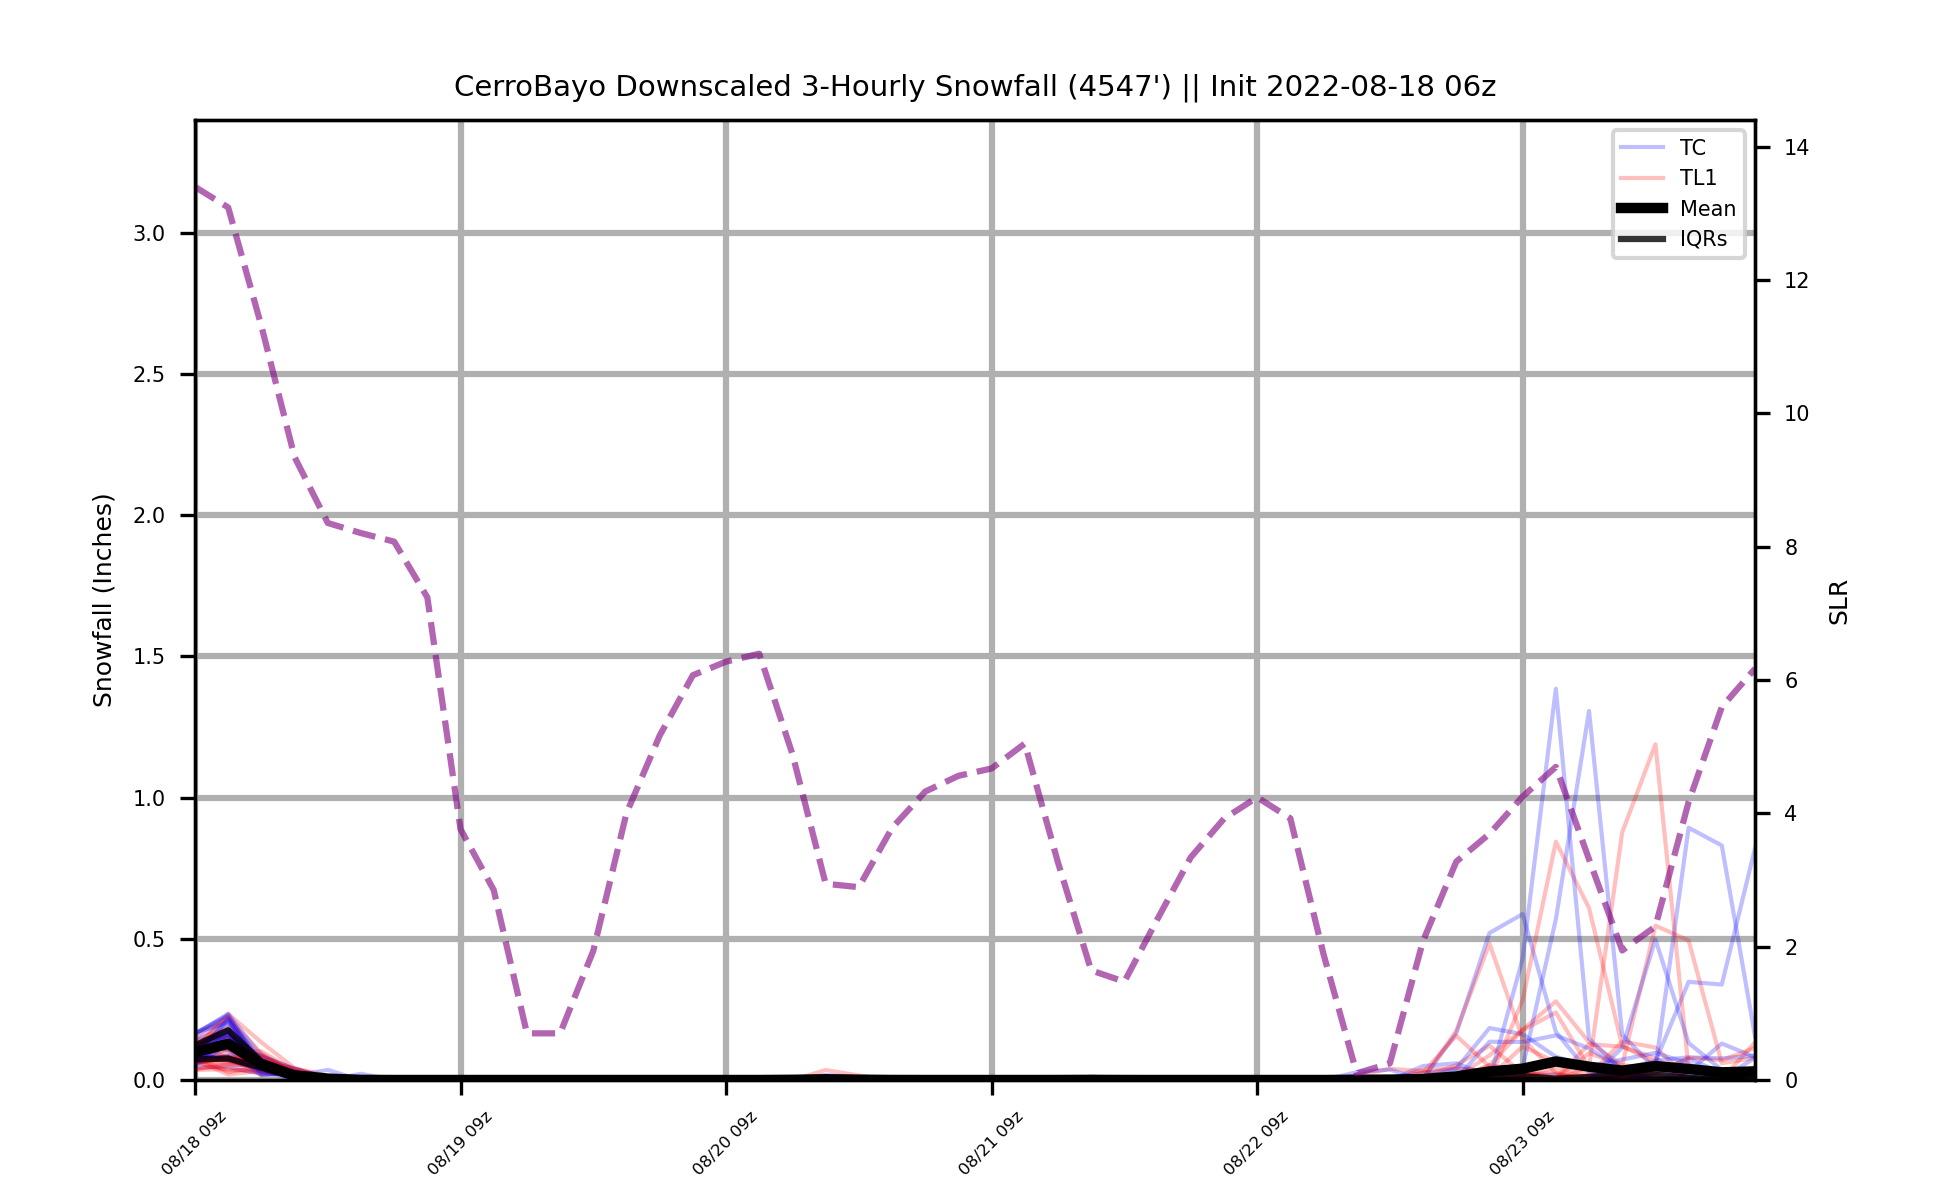 CerroBayo Downscaled 3-Hourly Snowfall (4547') || Init 2022-08-18 06z
TC
TL1
Mean
IQRs
Snowfall (Inches)
3.0
2.5
2.0
1.5
1.0
0.5
0.0
14
12
10
8
6
4
2
0
SLR
08/18 09z
08/19 09z
08/20 09z
08/21 09z
08/22 09z
08/23 09z